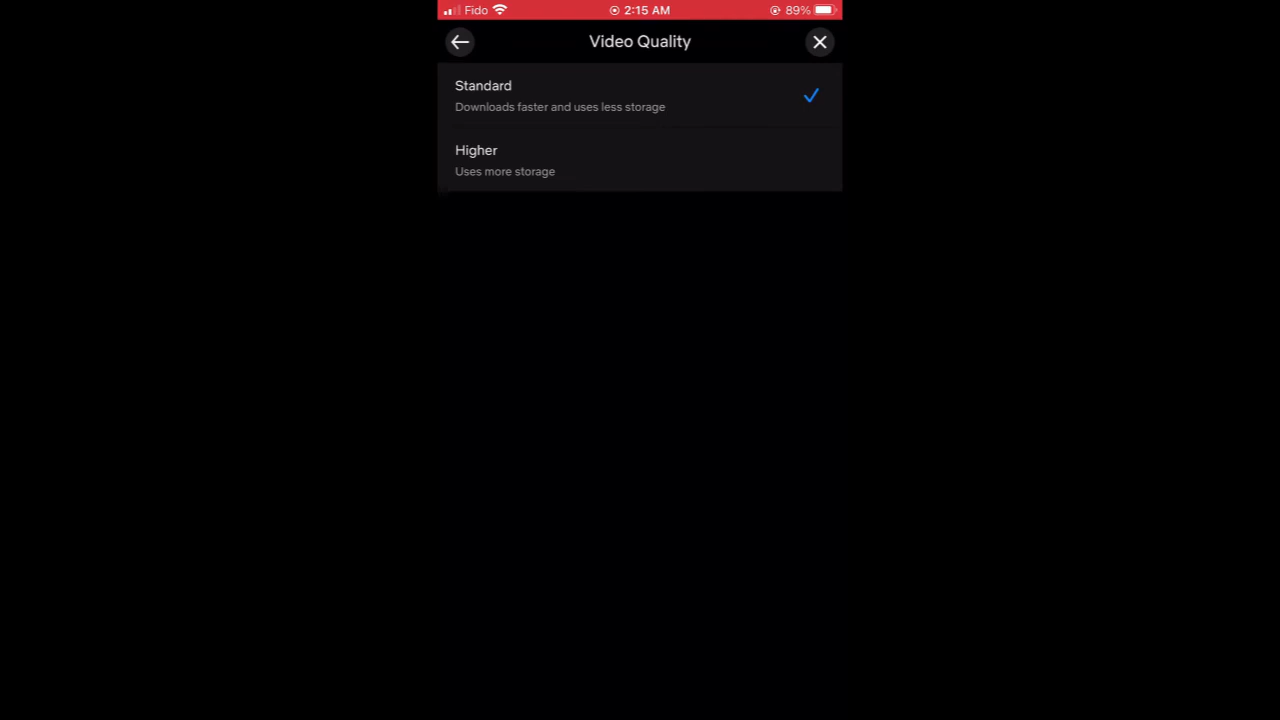 Fido 2:15 AM 89%
Video Quality
Standard
Downloads faster and uses less storage
Higher
Uses more storage